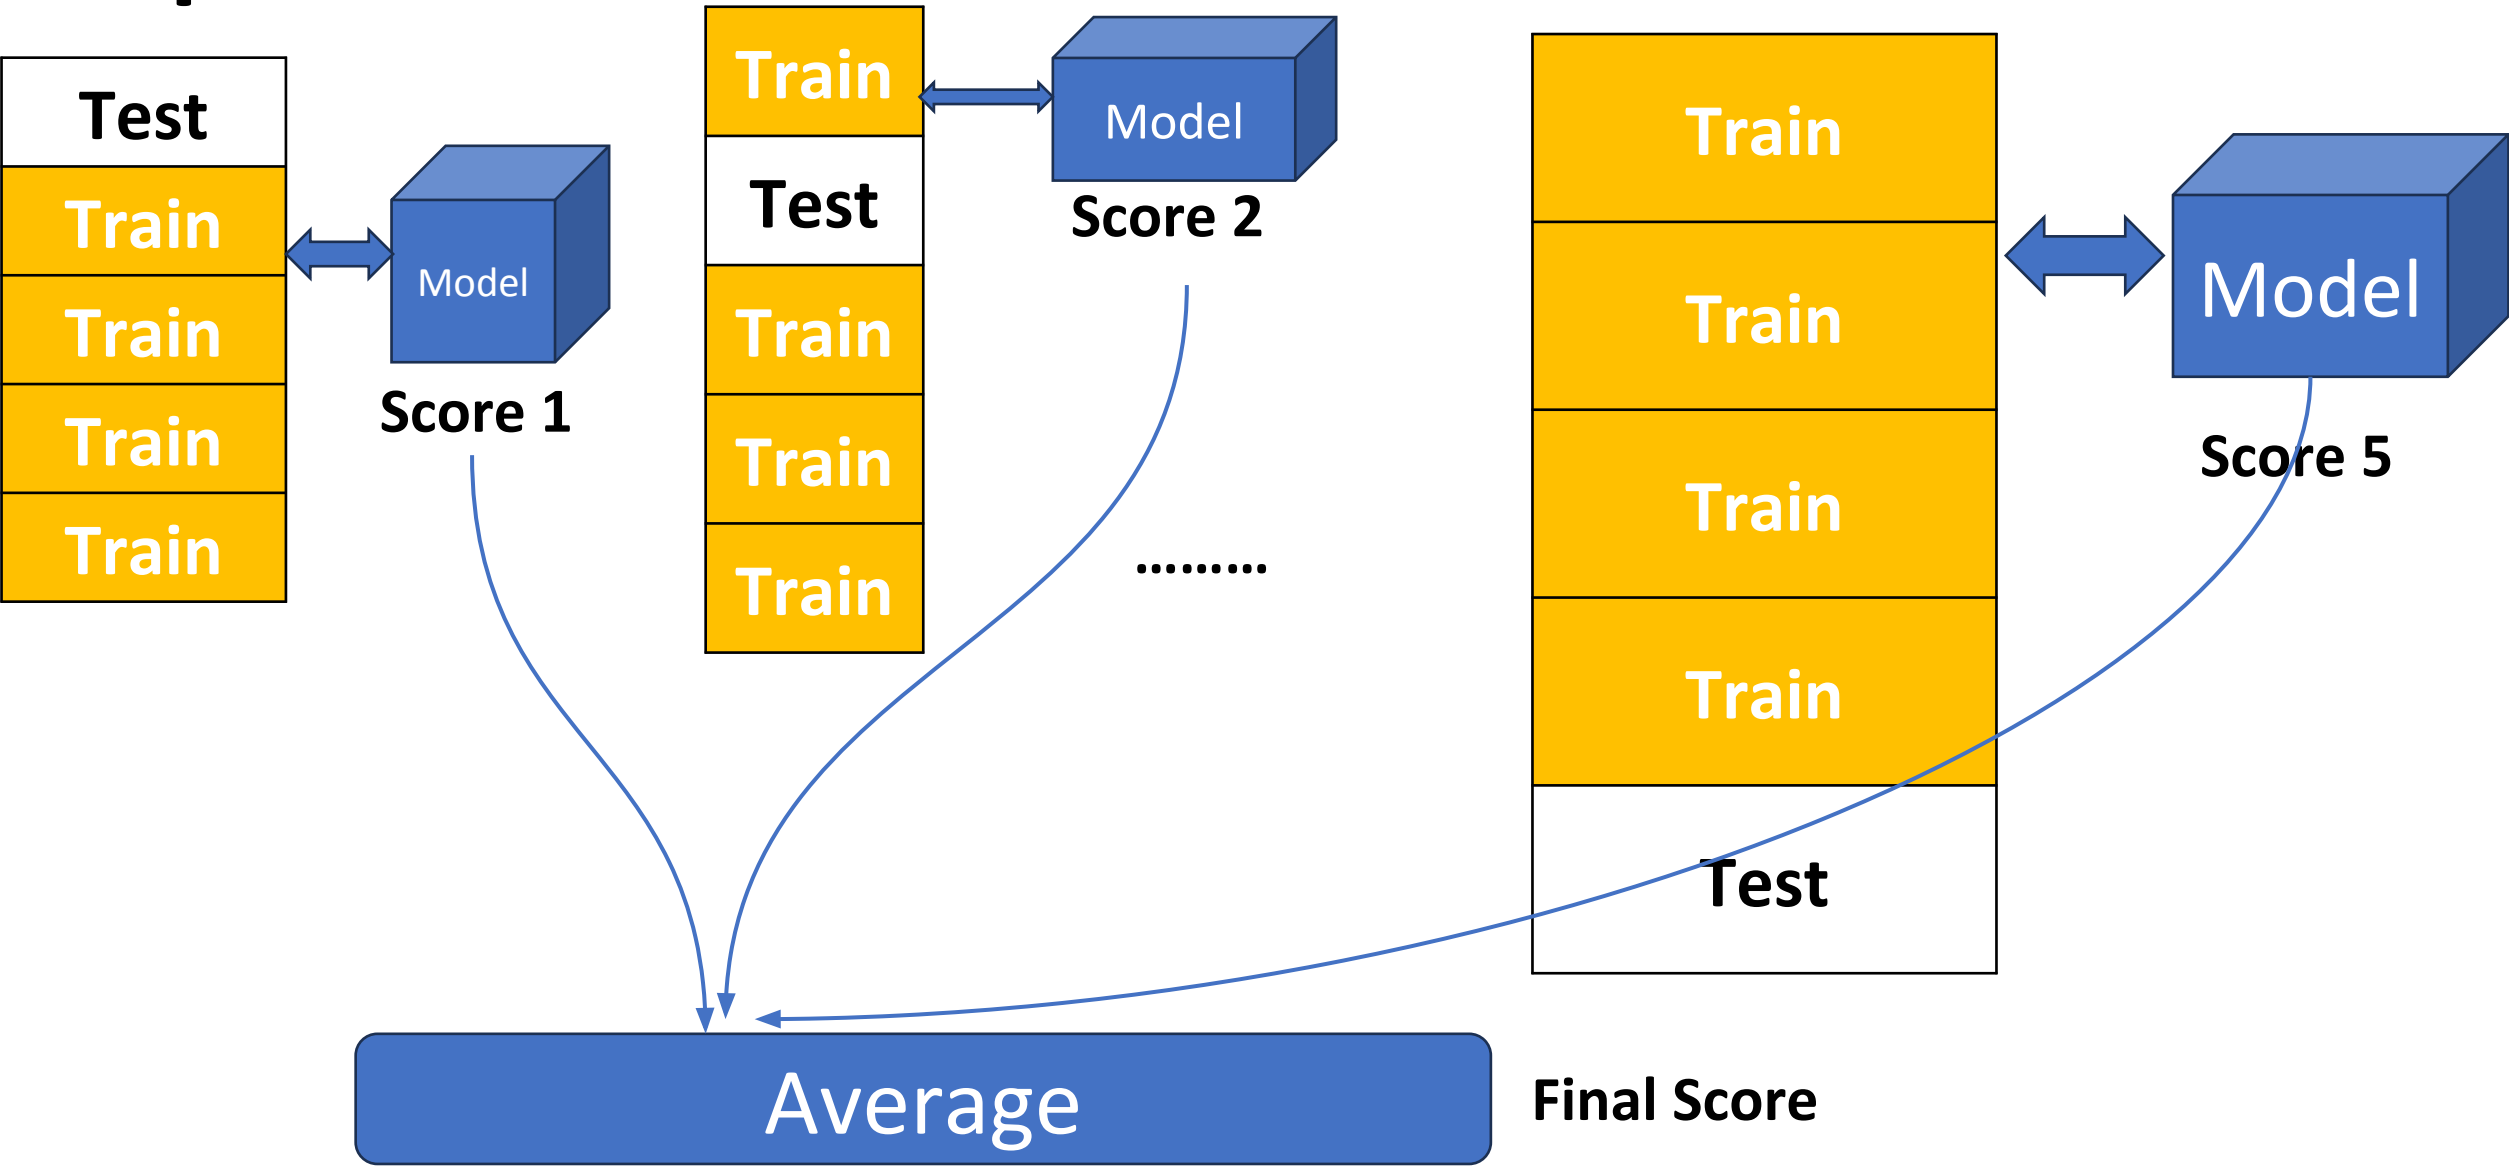 Test
Train
Train
Train
Train
Model
Score 1
Train
Test
Train
Train
Train
Model
Score 2
..........
Train
Train
Train
Train
Test
Model
Score 5
Average
Final Score